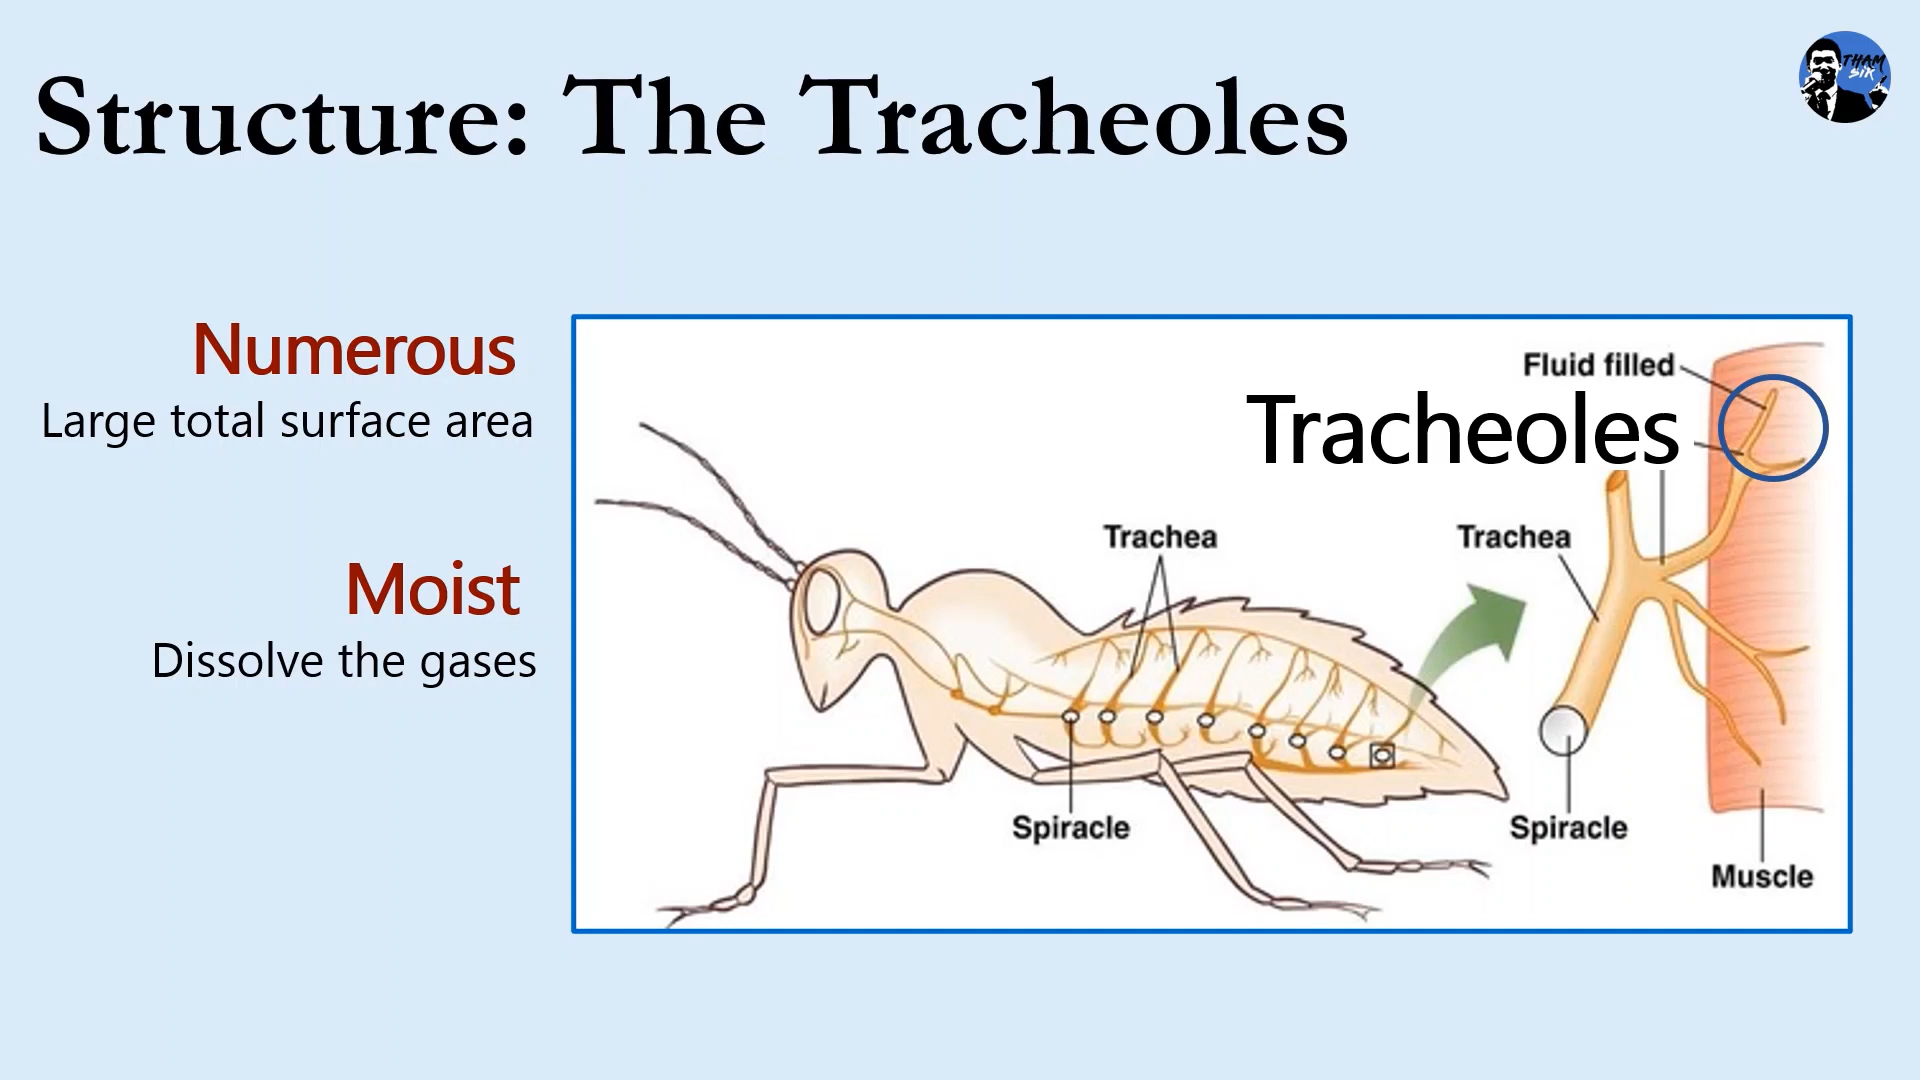 Structure: The Tracheoles
THAM
SIR
Numerous
Large total surface area
Moist
Dissolve the gases
Fluid filled
Tracheoles
Trachea
Trachea
Spiracle
Spiracle
Muscle